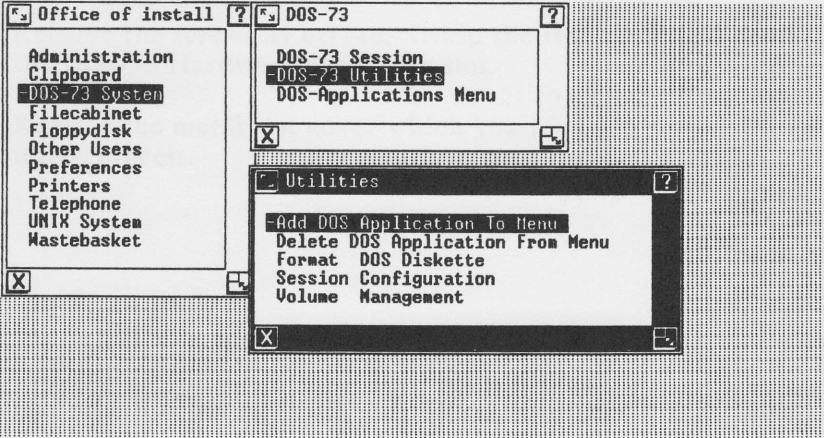 Office of install ?
Administration
Clipboard
-DOS-73 System
Filecabinet
Floppydisk
Other Users
Preferences
Printers
Telephone
UNIX System
Wastebasket
X
DOS-73 ?
DOS-73 Session
-DOS-73 Utilities
DOS-Applications Menu
X
Utilities ?
-Add DOS Application To Menu
Delete DOS Application From Menu
Format DOS Diskette
Session Configuration
Volume Management
X